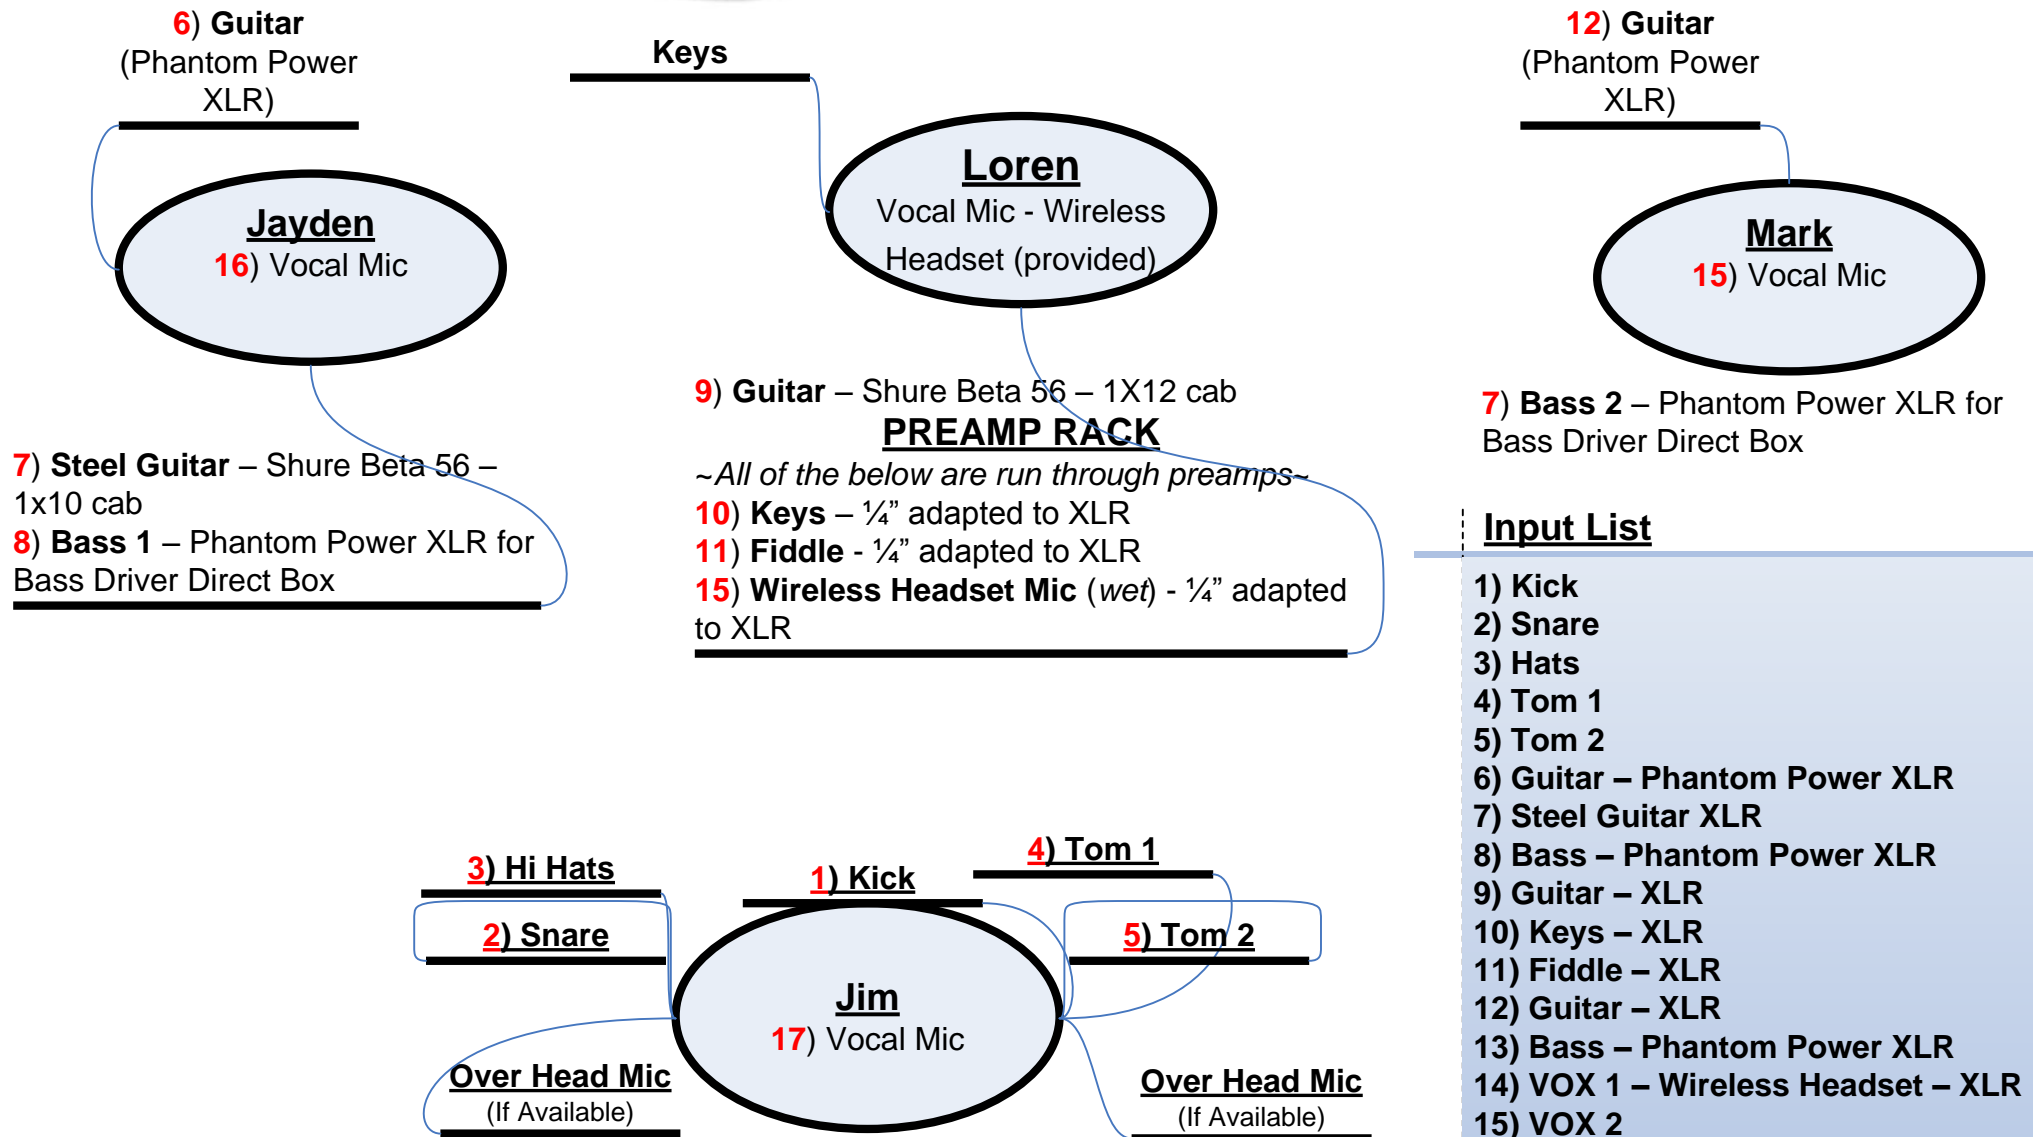 6) Guitar
(Phantom Power
XLR)
Keys
12) Guitar
(Phantom Power
XLR)
Jayden
16) Vocal Mic
Loren
Vocal Mic - Wireless
Headset (provided)
Mark
15) Vocal Mic
7) Steel Guitar – Shure Beta 56 –
1x10 cab
8) Bass 1 – Phantom Power XLR for
Bass Driver Direct Box
9) Guitar – Shure Beta 56 – 1X12 cab
PREAMP RACK
~All of the below are run through preamps~
10) Keys – ¼” adapted to XLR
11) Fiddle - ¼” adapted to XLR
15) Wireless Headset Mic (wet) - ¼” adapted
to XLR
7) Bass 2 – Phantom Power XLR for
Bass Driver Direct Box
3) Hi Hats
2) Snare
1) Kick
4) Tom 1
5) Tom 2
Jim
17) Vocal Mic
Over Head Mic
(If Available)
Over Head Mic
(If Available)
Input List
1) Kick
2) Snare
3) Hats
4) Tom 1
5) Tom 2
6) Guitar – Phantom Power XLR
7) Steel Guitar XLR
8) Bass – Phantom Power XLR
9) Guitar – XLR
10) Keys – XLR
11) Fiddle – XLR
12) Guitar – XLR
13) Bass – Phantom Power XLR
14) VOX 1 – Wireless Headset – XLR
15) VOX 2